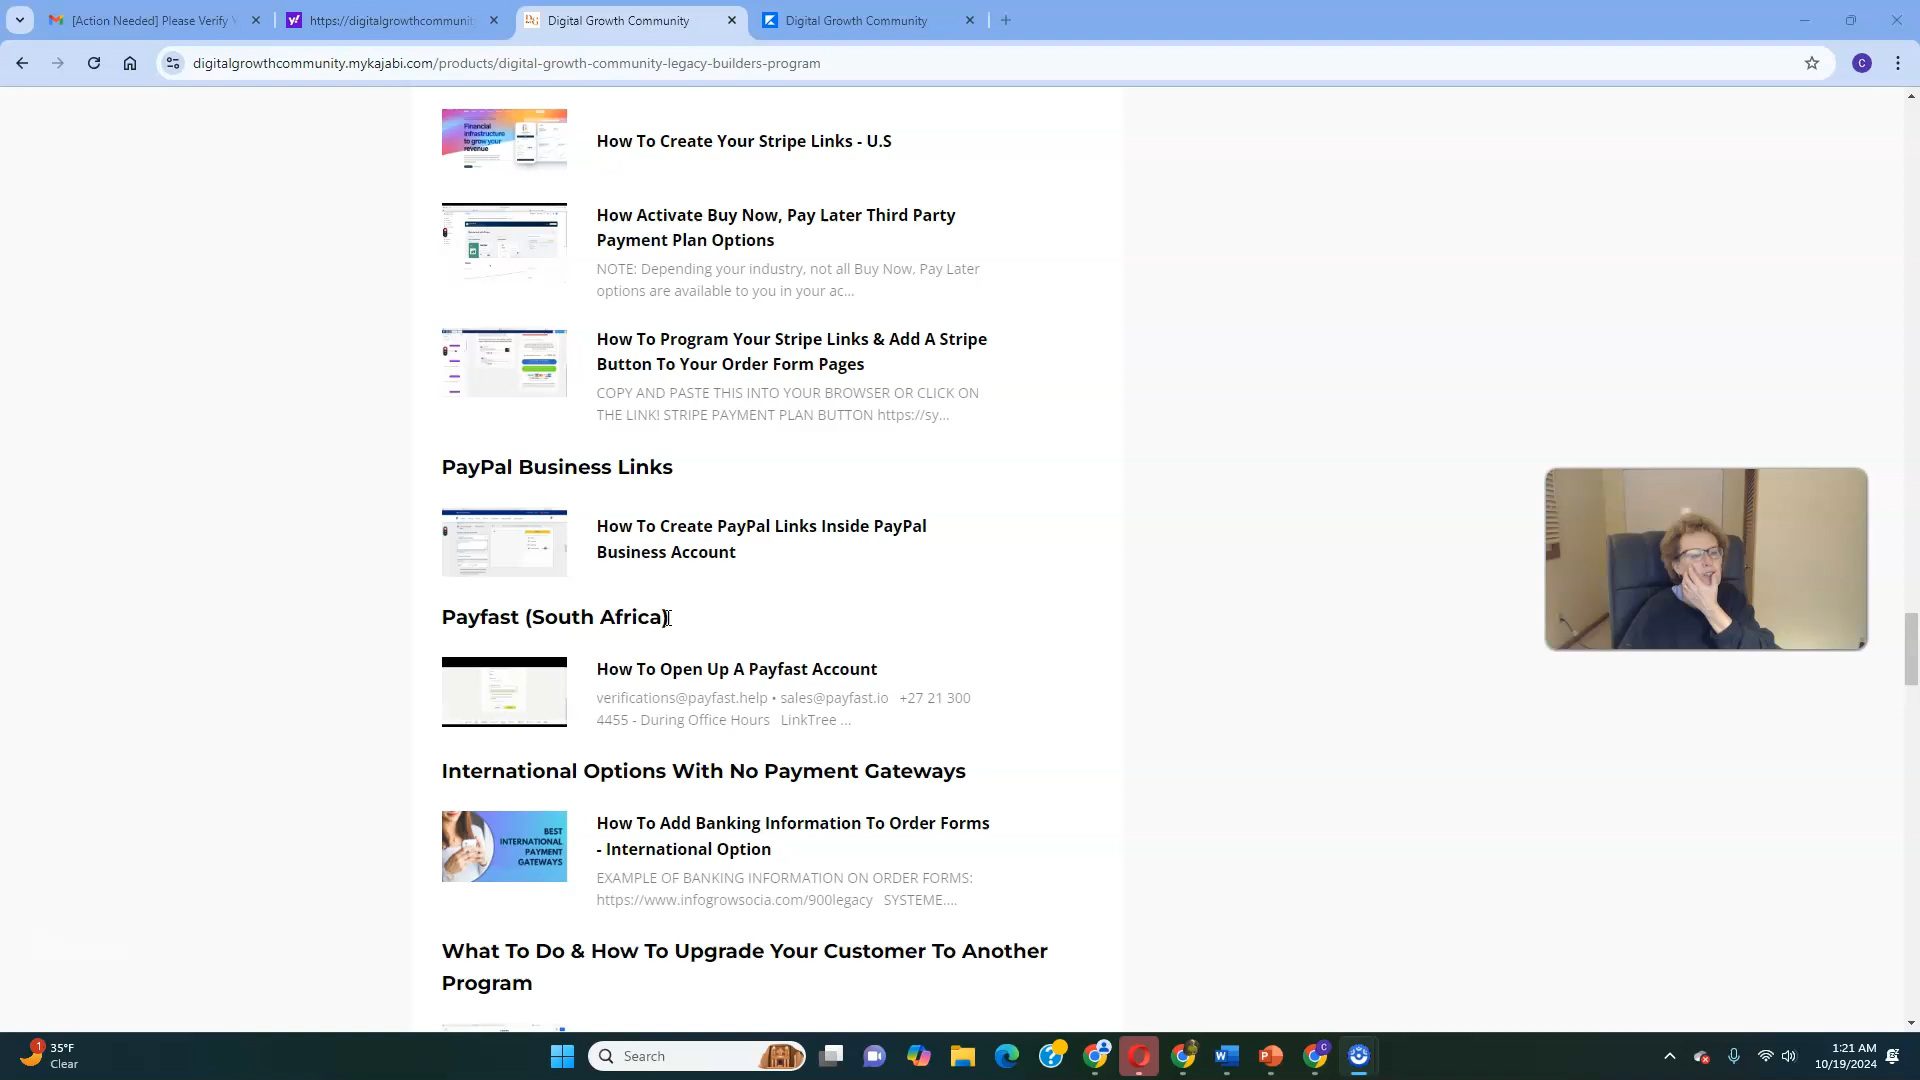 [Action Needed] Please Verify
https://digitalgrowthcommunit
Digital Growth Community
Digital Growth Community
digitalgrowthcommunity.mykajabi.com/products/digital-growth-community-legacy-builders-program
C
Financial
infrastructure
to grow your
revenue
How To Create Your Stripe Links - U.S
How Activate Buy Now, Pay Later Third Party
Payment Plan Options
NOTE: Depending your industry, not all Buy Now, Pay Later
options are available to you in your ac...
How To Program Your Stripe Links & Add A Stripe
Button To Your Order Form Pages
COPY AND PASTE THIS INTO YOUR BROWSER OR CLICK ON
THE LINK! STRIPE PAYMENT PLAN BUTTON https://sy...
PayPal Business Links
How To Create PayPal Links Inside PayPal
Business Account
Payfast (South Africa)
How To Open Up A Payfast Account
verifications@payfast.help • sales@payfast.io +27 21 300
4455 - During Office Hours LinkTree ...
International Options With No Payment Gateways
BEST
INTERNATIONAL
PAYMENT
GATEWAYS
How To Add Banking Information To Order Forms
- International Option
EXAMPLE OF BANKING INFORMATION ON ORDER FORMS:
https://www.infogrowsocia.com/900legacy SYSTEME....
What To Do & How To Upgrade Your Customer To Another
Program
1
35°F
Clear
Search
1:21 AM
10/19/2024